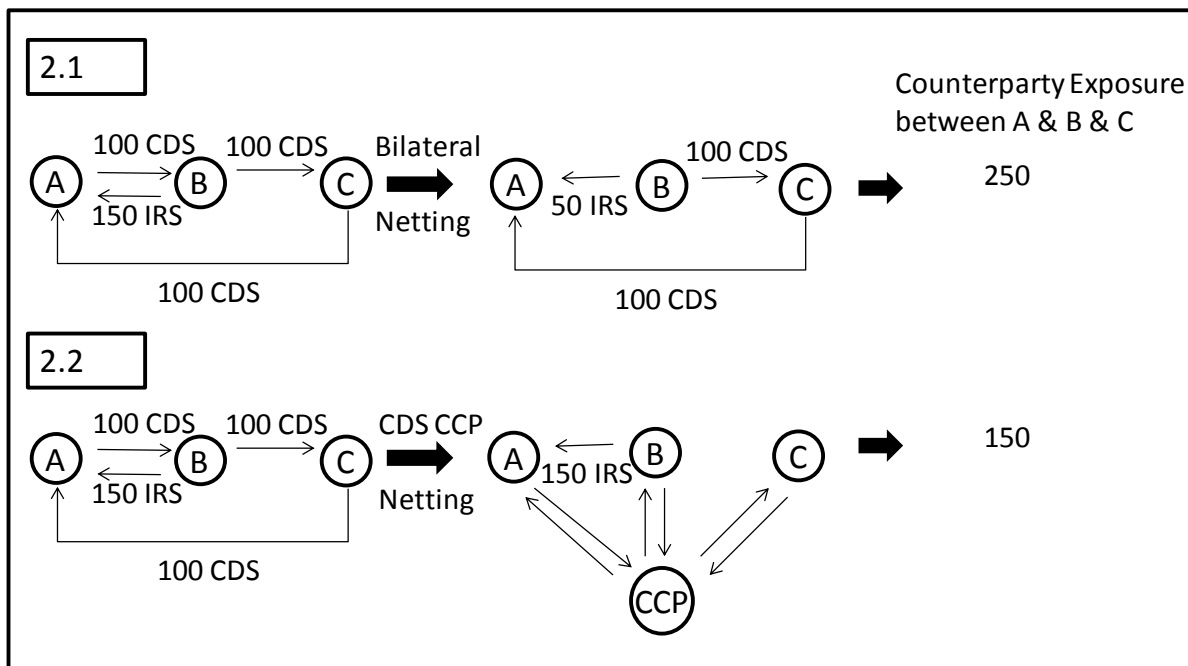 2.1
Counterparty Exposure
between A & B & C
100 CDS
100 CDS
Bilateral
100 CDS
A
B
C
A
B
C
250
150 IRS
Netting
50 IRS
100 CDS
100 CDS
2.2
100 CDS
100 CDS
CDS CCP
150
A
B
C
A
B
C
150 IRS
Netting
150 IRS
100 CDS
CCP